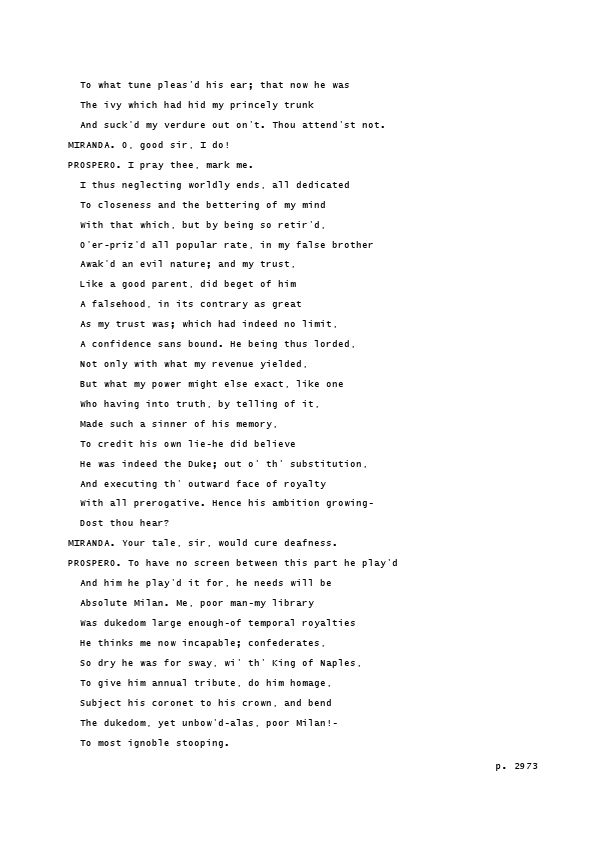 To what tune pleas'd his ear; that now he was
The ivy which had hid my princely trunk
And suck'd my verdure out on't. Thou attend'st not.
MIRANDA. O, good sir, I do!
PROSPERO. I pray thee, mark me.
I thus neglecting worldly ends, all dedicated
To closeness and the bettering of my mind
With that which, but by being so retir'd,
O'er-priz'd all popular rate, in my false brother
Awak'd an evil nature; and my trust,
Like a good parent, did beget of him
A falsehood, in its contrary as great
As my trust was; which had indeed no limit,
A confidence sans bound. He being thus lorded,
Not only with what my revenue yielded,
But what my power might else exact, like one
Who having into truth, by telling of it,
Made such a sinner of his memory,
To credit his own lie-he did believe
He was indeed the Duke; out o' th' substitution,
And executing th' outward face of royalty
With all prerogative. Hence his ambition growing-
Dost thou hear?
MIRANDA. Your tale, sir, would cure deafness.
PROSPERO. To have no screen between this part he play'd
And him he play'd it for, he needs will be
Absolute Milan. Me, poor man-my library
Was dukedom large enough-of temporal royalties
He thinks me now incapable; confederates,
So dry he was for sway, wi' th' King of Naples,
To give him annual tribute, do him homage,
Subject his coronet to his crown, and bend
The dukedom, yet unbow'd-alas, poor Milan!-
To most ignoble stooping.
p. 2973